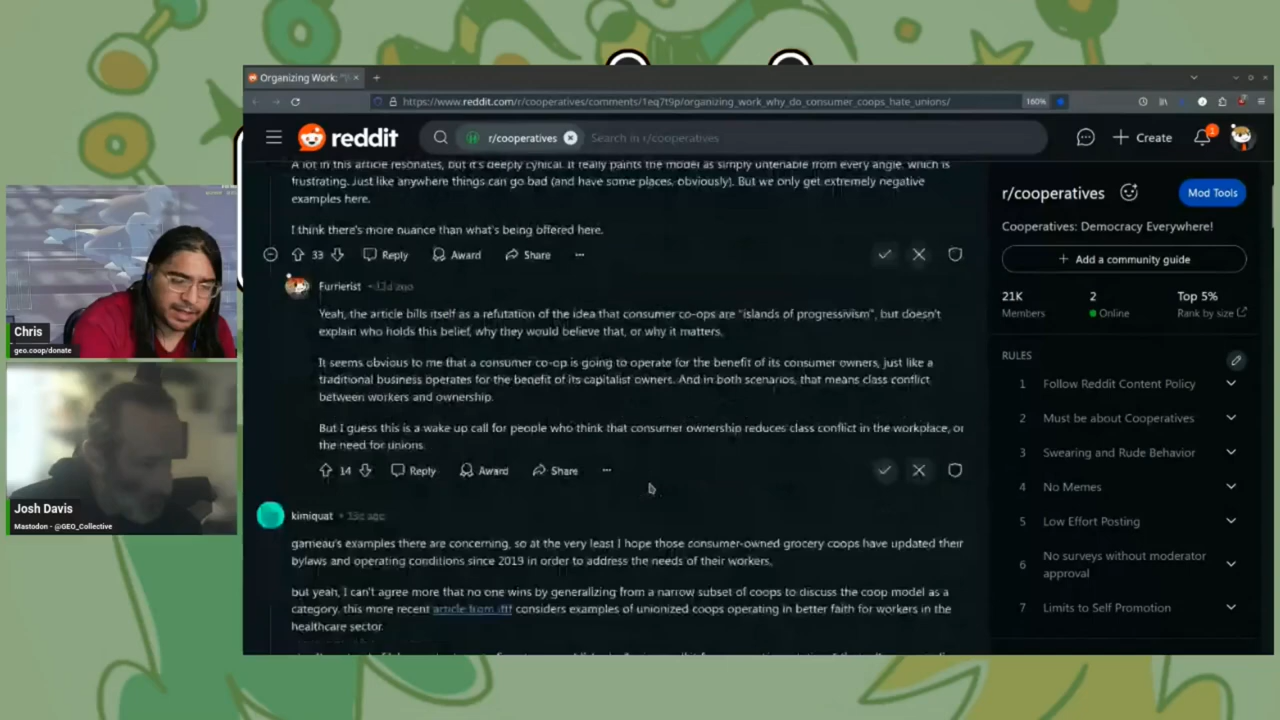 Organizing Work: "
https://www.reddit.com/r/cooperatives/comments/1eq7t9p/organizing_work_why_do_consumer_coops_hate_unions/
160%
reddit
r/cooperatives
Search in r/cooperatives
Create
1
A lot in this article resonates, but it's deeply cynical. It really paints the model as simply untenable from every angle, which is
frustrating. Just like anywhere things can go bad (and have some places, obviously). But we only get extremely negative
examples here.
I think there's more nuance than what's being offered here.
33
Reply
Award
Share
Furrierist
Yeah, the article bills itself as a refutation of the idea that consumer co-ops are "islands of progressivism", but doesn't
explain who holds this belief, why they would believe that, or why it matters.
It seems obvious to me that a consumer co-op is going to operate for the benefit of its consumer owners, just like a
traditional business operates for the benefit of its capitalist owners. And in both scenarios, that means class conflict
between workers and ownership.
But I guess this is a wake up call for people who think that consumer ownership reduces class conflict in the workplace, or
the need for unions.
14
Reply
Award
Share
kimiquat
garneau's examples there are concerning, so at the very least I hope those consumer-owned grocery coops have updated their
bylaws and operating conditions since 2019 in order to address the needs of their workers.
but yeah, I can't agree more that no one wins by generalizing from a narrow subset of coops to discuss the coop model as a
category. this more recent article from considers examples of unionized coops operating in better faith for workers in the
healthcare sector.
r/cooperatives
Mod Tools
Cooperatives: Democracy Everywhere!
Add a community guide
21K
2
Top 5%
Members
Online
Rank by size
RULES
1 Follow Reddit Content Policy
2 Must be about Cooperatives
3 Swearing and Rude Behavior
4 No Memes
5 Low Effort Posting
6 No surveys without moderator
approval
7 Limits to Self Promotion
Chris
geo.coop/donate
Josh Davis
Mastodon - @GEO_Collective